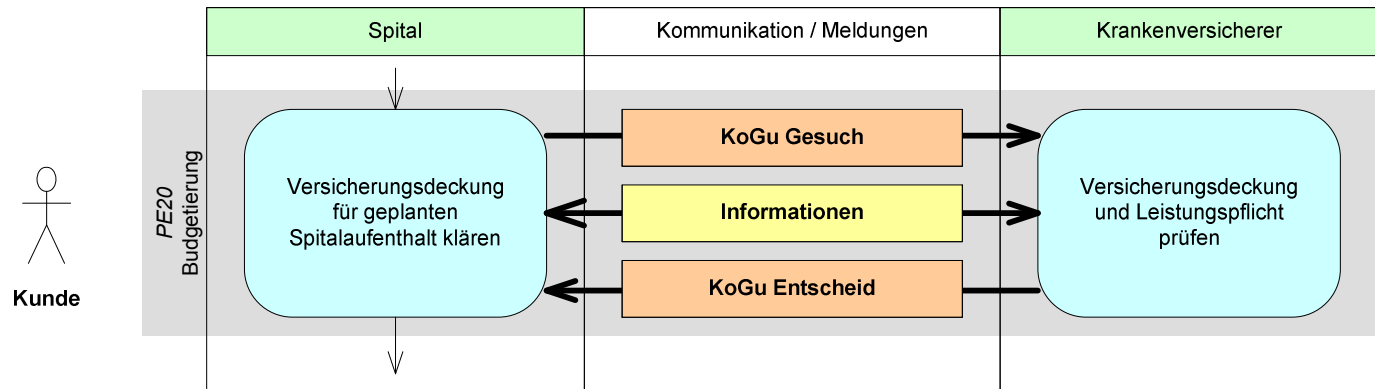 Spital
Kommunikation / Meldungen
Krankenversicherer
PE20
Budgetierung
Kunde
Versicherungsdeckung
für geplanten
Spitalaufenthalt klären
KoGu Gesuch
Informationen
KoGu Entscheid
Versicherungsdeckung
und Leistungspflicht
prüfen